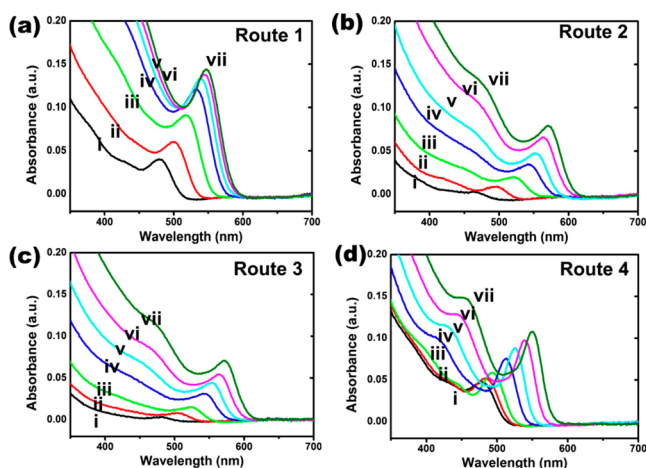 (a)
Route 1
0.20
0.15
0.10
0.05
0.00
Absorbance (a.u.)
i
ii
iii
iv
v
vi
vii
400
500
600
700
Wavelength (nm)
(b)
Route 2
0.20
0.15
0.10
0.05
0.00
Absorbance (a.u.)
i
ii
iii
iv
v
vi
vii
400
500
600
700
Wavelength (nm)
(c)
Route 3
0.20
0.15
0.10
0.05
0.00
Absorbance (a.u.)
i
ii
iii
iv
v
vi
vii
400
500
600
700
Wavelength (nm)
(d)
Route 4
0.20
0.15
0.10
0.05
0.00
Absorbance (a.u.)
i
ii
iii
iv
v
vi
vii
400
500
600
700
Wavelength (nm)